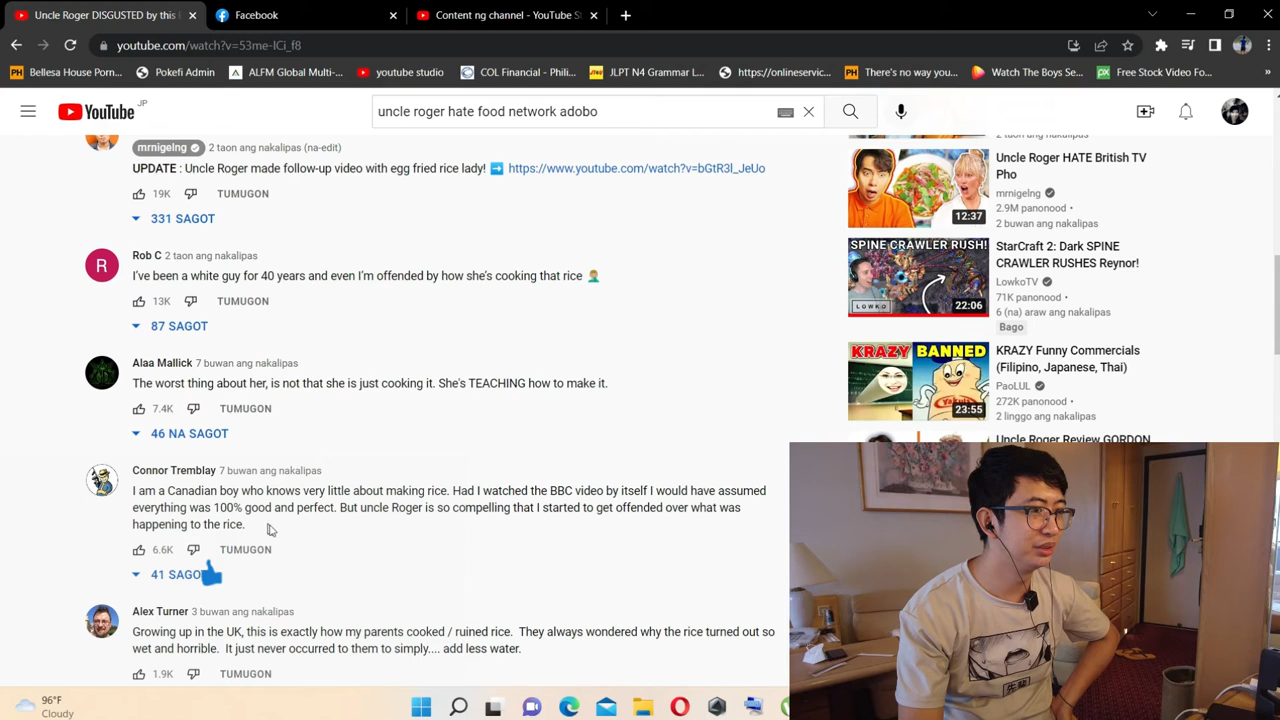 Uncle Roger DISGUSTED by this
Facebook
Content ng channel - YouTube St
youtube.com/watch?v=53me-ICi_f8
Bellesa House Porn...
Pokefi Admin
ALFM Global Multi-...
youtube studio
COL Financial - Phili...
JLPT N4 Grammar L...
https://onlineservic...
There's no way you...
Watch The Boys Se...
Free Stock Video Fo...
YouTube JP
uncle roger hate food network adobo
mrnigelng 2 taon ang nakalipas (na-edit)
UPDATE : Uncle Roger made follow-up video with egg fried rice lady! ➡️ https://www.youtube.com/watch?v=bGtR3l_JeUo
19K TUMUGON
331 SAGOT
R
Rob C 2 taon ang nakalipas
I've been a white guy for 40 years and even I'm offended by how she's cooking that rice 🤦🏼‍♂️
13K TUMUGON
87 SAGOT
Alaa Mallick 7 buwan ang nakalipas
The worst thing about her, is not that she is just cooking it. She's TEACHING how to make it.
7.4K TUMUGON
46 NA SAGOT
Connor Tremblay 7 buwan ang nakalipas
I am a Canadian boy who knows very little about making rice. Had I watched the BBC video by itself I would have assumed
everything was 100% good and perfect. But uncle Roger is so compelling that I started to get offended over what was
happening to the rice.
6.6K TUMUGON
41 SAGOT
Alex Turner 3 buwan ang nakalipas
Growing up in the UK, this is exactly how my parents cooked / ruined rice. They always wondered why the rice turned out so
wet and horrible. It just never occurred to them to simply.... add less water.
1.9K TUMUGON
2 taon ang nakalipas
Uncle Roger HATE British TV
Pho
mrnigelng
2.9M panonood •
2 buwan ang nakalipas
12:37
SPINE CRAWLER RUSH!
LOWKO
22:06
StarCraft 2: Dark SPINE
CRAWLER RUSHES Reynor!
LowkoTV
71K panonood •
6 (na) araw ang nakalipas
Bago
KRAZY BANNED
23:55
KRAZY Funny Commercials
(Filipino, Japanese, Thai)
PaoLUL
272K panonood •
2 linggo ang nakalipas
Uncle Roger Review GORDON
先輩
96°F
Cloudy